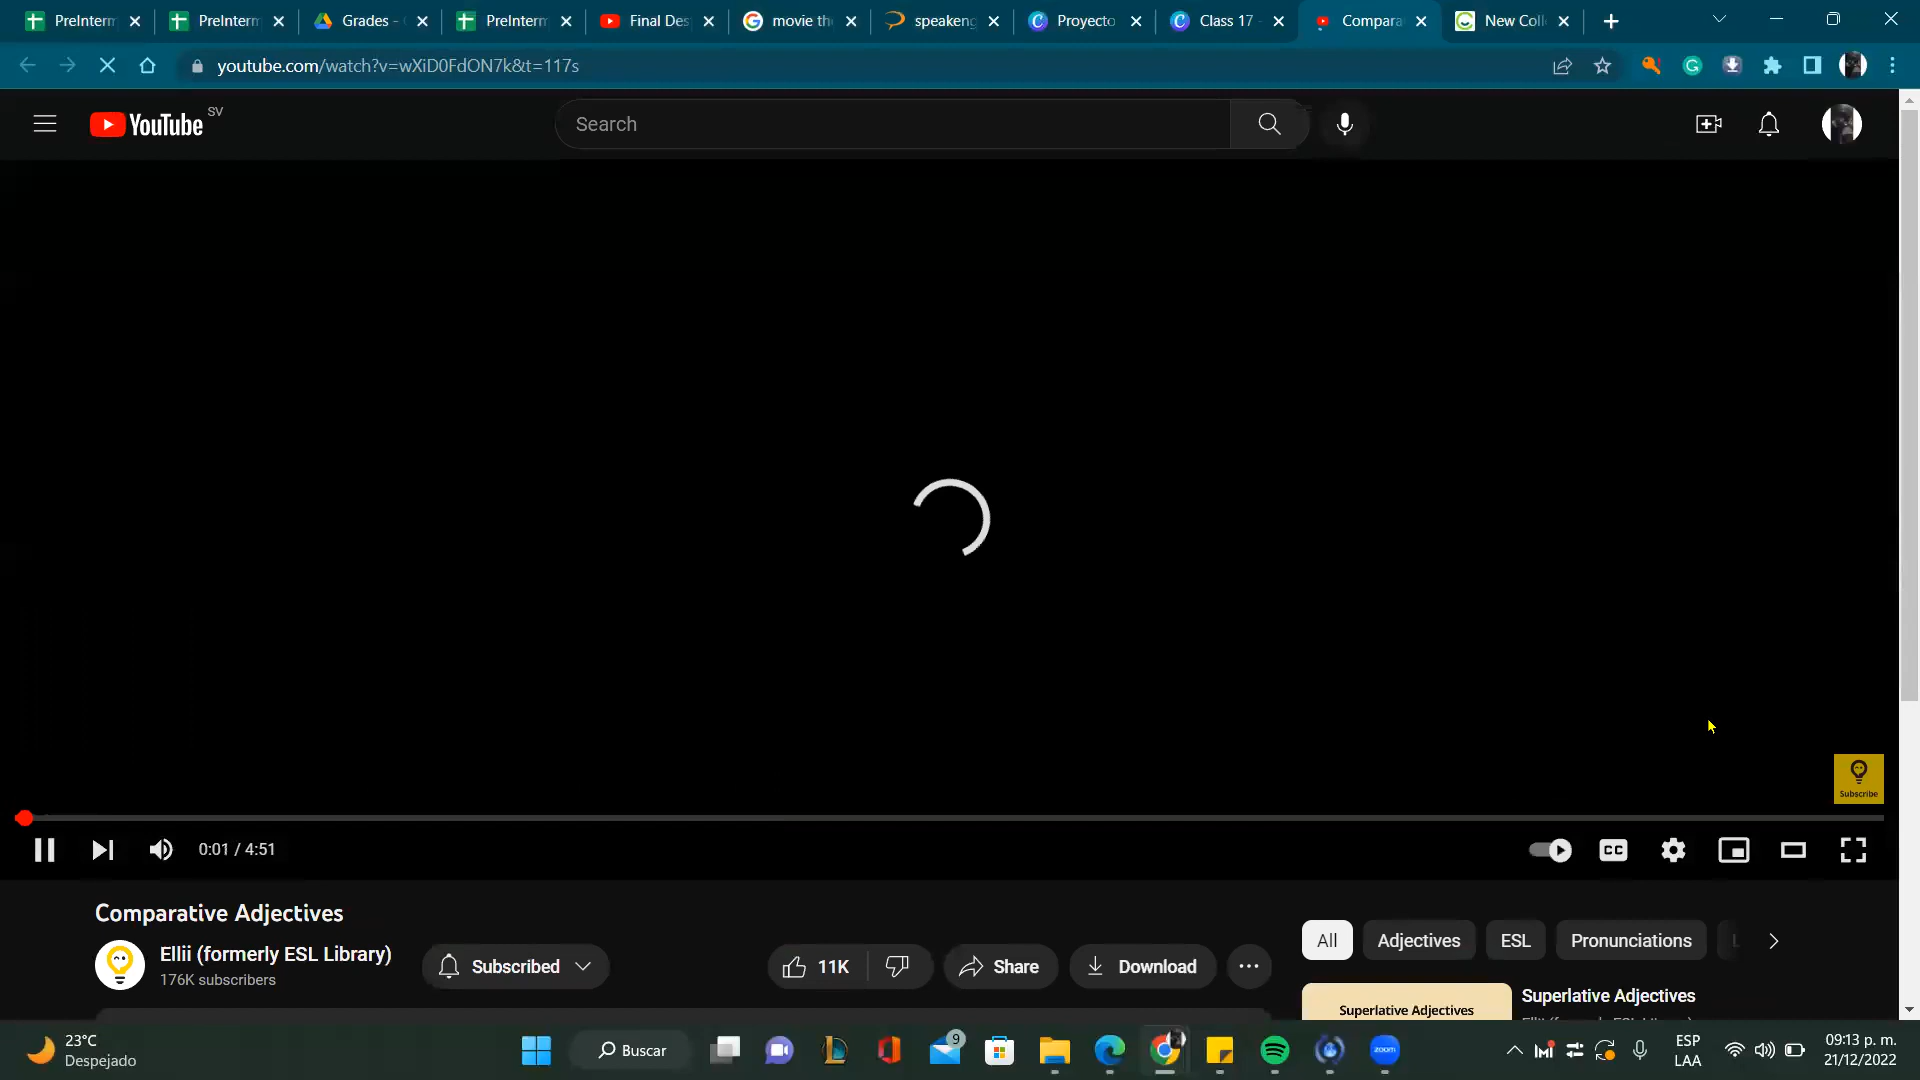 PreInterm
PreInterm
Grades -
PreInterm
Final Des
movie th
speakeng
Proyecto
Class 17 -
Compara
New Coll
youtube.com/watch?v=wXiD0FdON7k&t=117s
YouTube SV
Search
Subscribe
0:01 / 4:51
CC
Comparative Adjectives
Ellii (formerly ESL Library)
176K subscribers
Subscribed
11K
Share
Download
All
Adjectives
ESL
Pronunciations
Superlative Adjectives
Superlative Adjectives
23°C
Despejado
Buscar
9
zoom
ESP
LAA
09:13 p. m.
21/12/2022